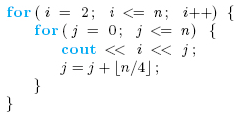 for ( i = 2 ; i <= n ; i++) {
for ( j = 0 ; j <= n) {
cout << i << j ;
j = j + ⌊n/4⌋ ;
}
}